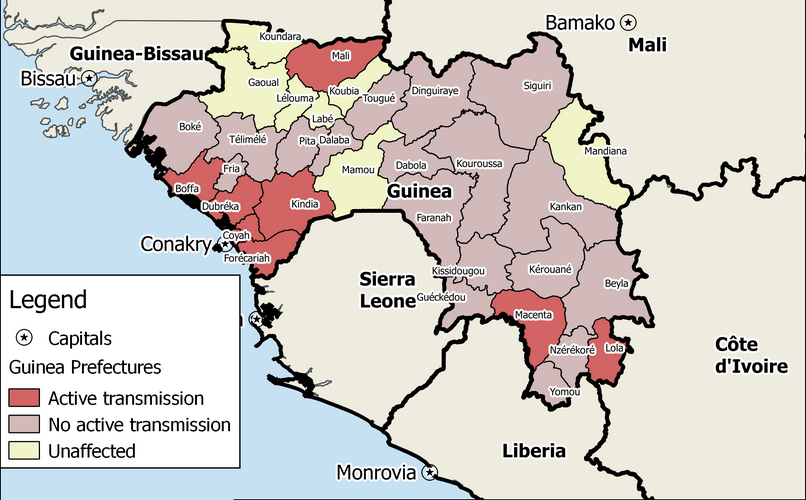 Bamako
Mali
Koundara
Guinea-Bissau
Mali
Bissau
Gaoual
Koubia
Lélouma
Tougué
Dinguiraye
Siguiri
Labé
Boké
Télimélé
Pita
Dalaba
Mandiana
Fria
Mamou
Dabola
Kouroussa
Boffa
Guinea
Dubréka
Kindia
Kankan
Faranah
Coyah
Conakry
Forécariah
Kissidougou
Kérouané
Sierra
Leone
Beyla
Guéckédou
Macenta
Nzérékoré
Lola
Côte
d'Ivoire
Yomou
Liberia
Monrovia
Legend
Capitals
Guinea Prefectures
Active transmission
No active transmission
Unaffected